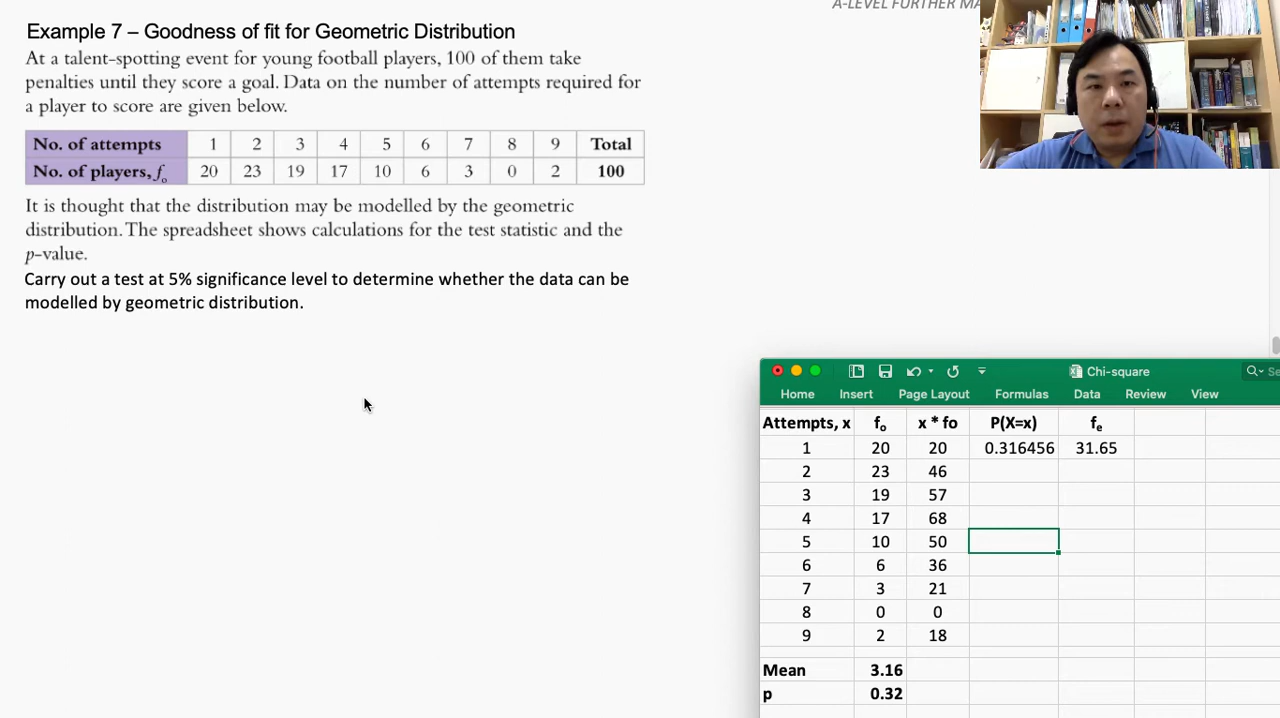 A-LEVEL FURTHER MA
Example 7 – Goodness of fit for Geometric Distribution
At a talent-spotting event for young football players, 100 of them take
penalties until they score a goal. Data on the number of attempts required for
a player to score are given below.
No. of attempts 1 2 3 4 5 6 7 8 9 Total
No. of players, fo 20 23 19 17 10 6 3 0 2 100
It is thought that the distribution may be modelled by the geometric
distribution. The spreadsheet shows calculations for the test statistic and the
p-value.
Carry out a test at 5% significance level to determine whether the data can be
modelled by geometric distribution.
Chi-square Se
Home Insert Page Layout Formulas Data Review View
Attempts, x fo x * fo P(X=x) fe
1 20 20 0.316456 31.65
2 23 46
3 19 57
4 17 68
5 10 50
6 6 36
7 3 21
8 0 0
9 2 18
Mean 3.16
p 0.32